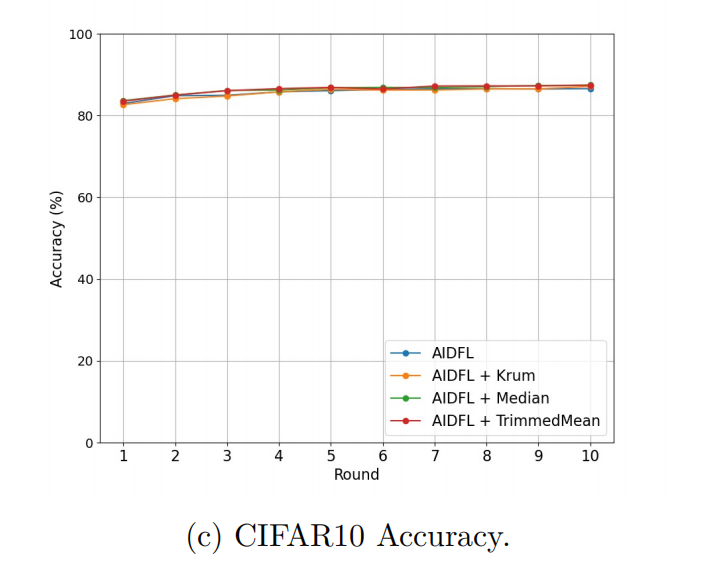 100
80
60
40
20
0
Accuracy (%)
AIDFL
AIDFL + Krum
AIDFL + Median
AIDFL + TrimmedMean
1 2 3 4 5 6 7 8 9 10
Round
(c) CIFAR10 Accuracy.